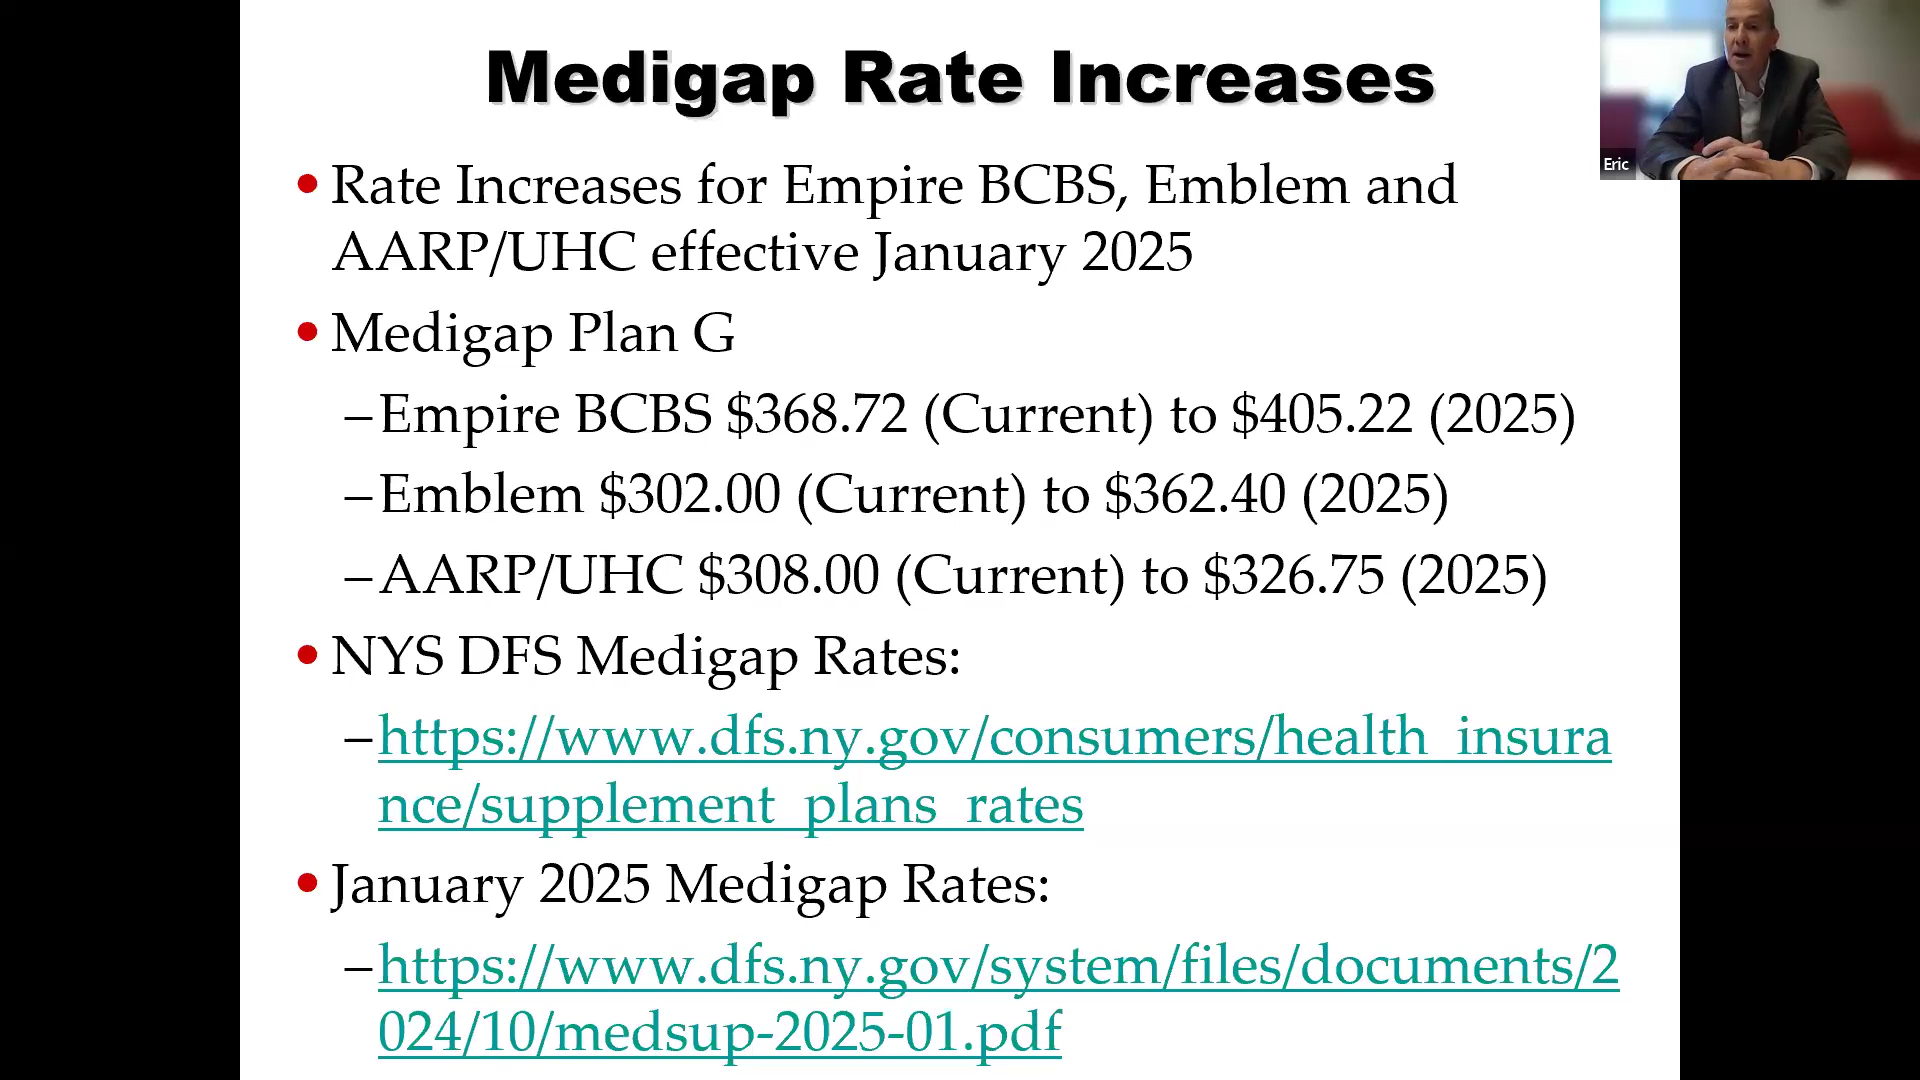 Medigap Rate Increases
Eric
• Rate Increases for Empire BCBS, Emblem and
AARP/UHC effective January 2025
• Medigap Plan G
– Empire BCBS $368.72 (Current) to $405.22 (2025)
– Emblem $302.00 (Current) to $362.40 (2025)
– AARP/UHC $308.00 (Current) to $326.75 (2025)
• NYS DFS Medigap Rates:
– https://www.dfs.ny.gov/consumers/health_insura
nce/supplement_plans_rates
• January 2025 Medigap Rates:
– https://www.dfs.ny.gov/system/files/documents/2
024/10/medsup-2025-01.pdf